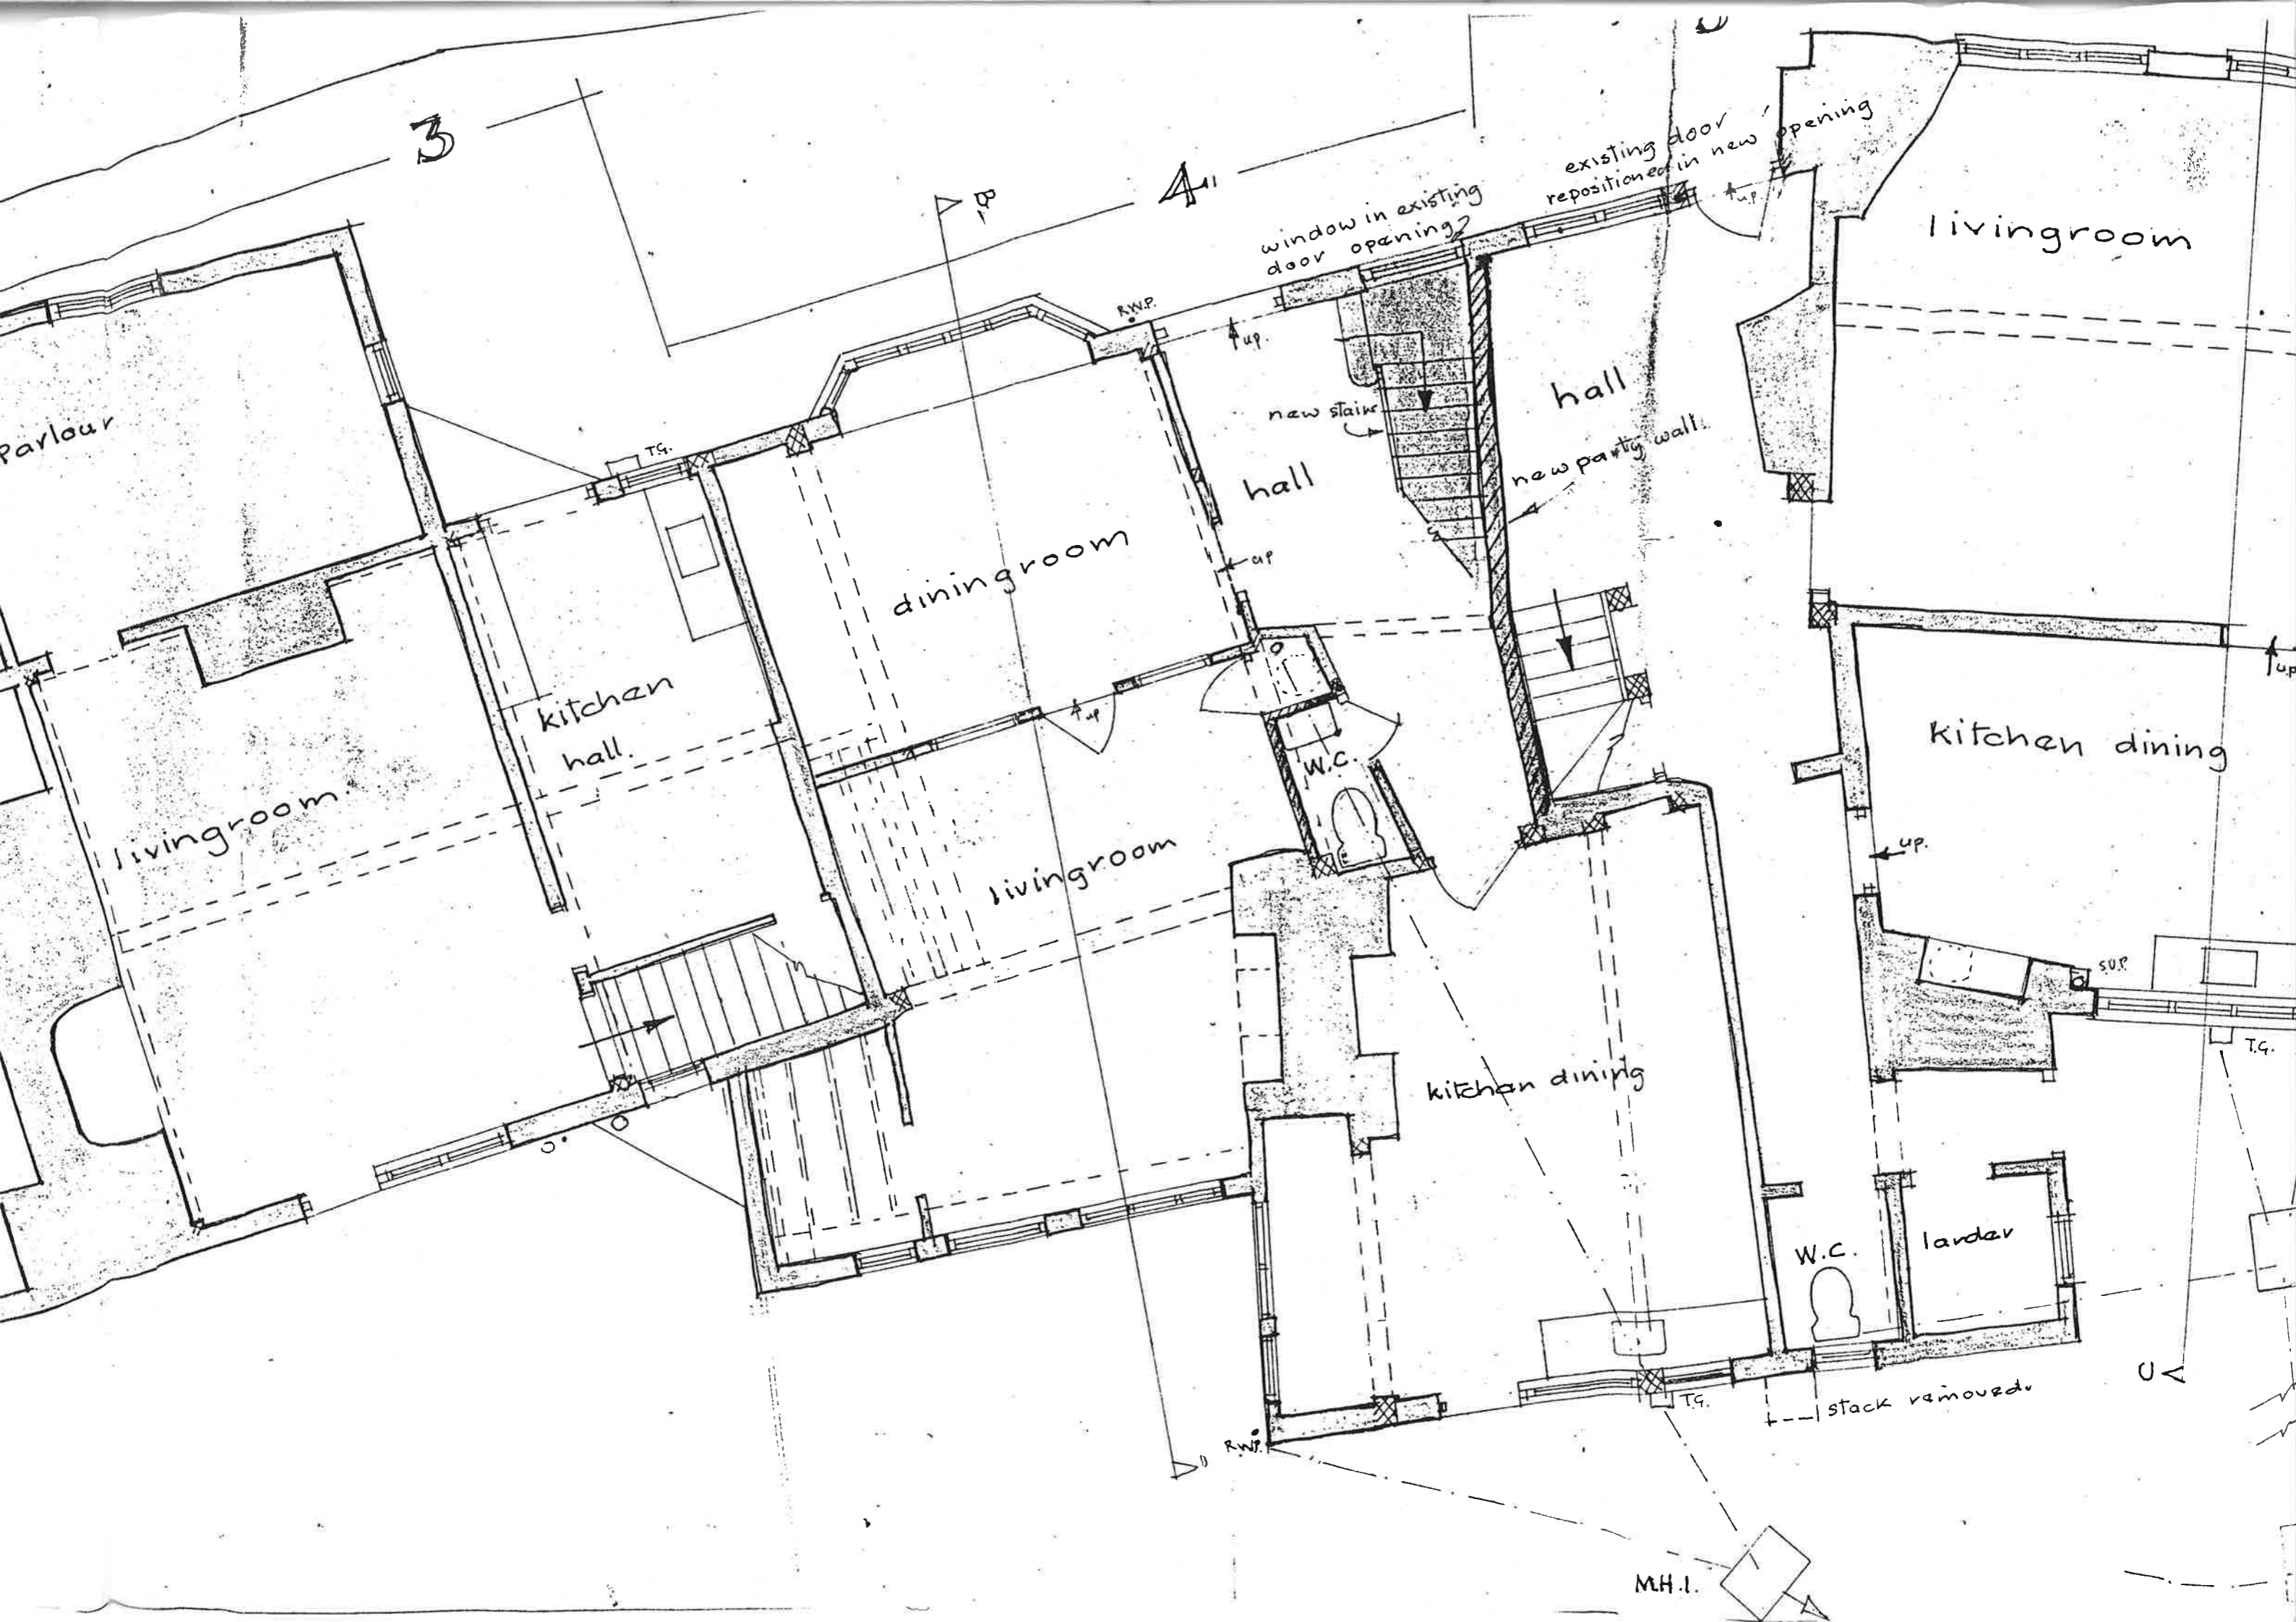 3
4
B
R.W.P.
window in existing
door opening?
existing door
repositioned in new opening
up.
up.
livingroom
Parlour
T.G.
hall
new stairs
hall
new party wall.
up
diningroom
kitchen
hall.
up
W.C.
livingroom
livingroom
kitchen dining
up.
up.
S.V.P.
T.G.
kitchen dining
W.C.
larder
stack removed.
T.G.
R.W.P.
C
M.H.1.